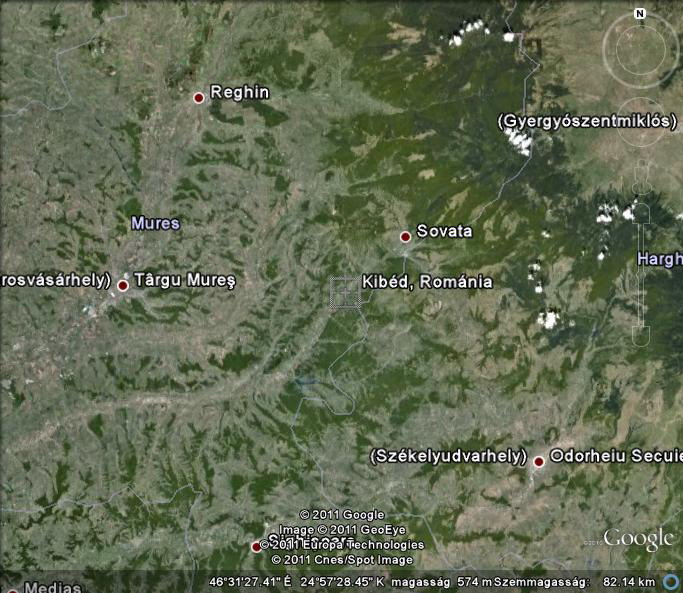 N
Reghin
(Gyergyószentmiklós)
Mures
Sovata
Hargh
rosvásárhely)
Târgu Mureş
Kibéd, Románia
(Székelyudvarhely)
Odorheiu Secuie
© 2011 Google
Image © 2011 GeoEye
© 2011 Europa Technologies
© 2011 Cnes/Spot Image
Google
Medias
46°31'27.41" É 24°57'28.45" K magasság 574 m Szemmagasság: 82.14 km